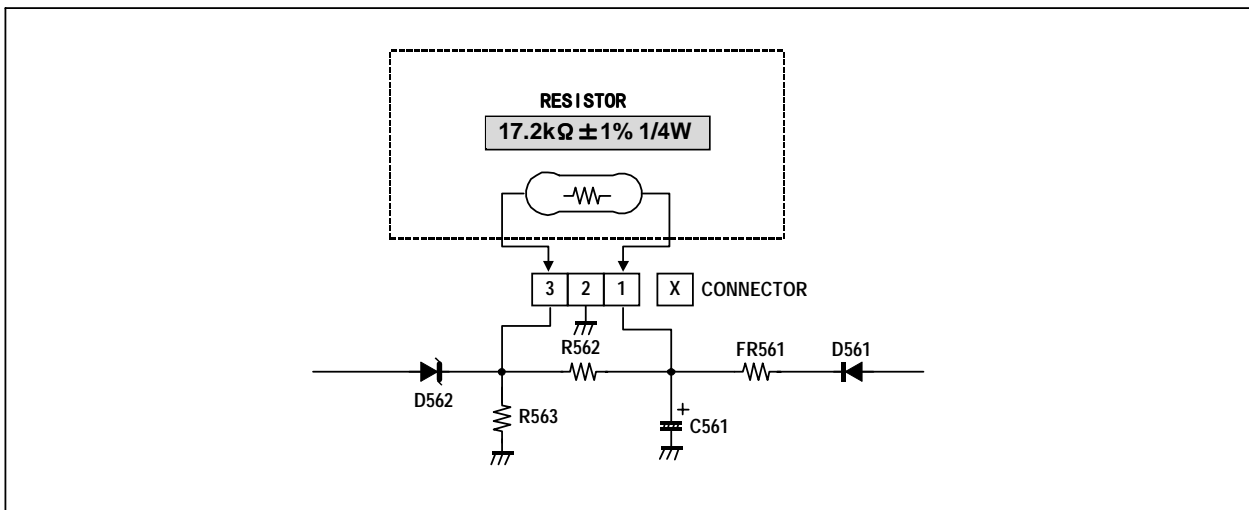 RESISTOR
17.2kΩ ±1% 1/4W
3 2 1 X CONNECTOR
R562 FR561 D561
D562
R563
+
C561